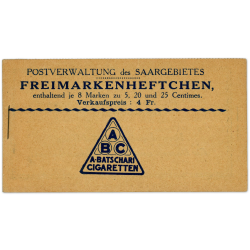 POSTVERWALTUNG des SAARGEBIETES
FREIMARKENHEFTCHEN,
enthaltend je 8 Marken zu 5, 20 und 25 Centimes.
Verkaufspreis : 4 Fr.
A
B C
A·BATSCHARI
CIGARETTEN